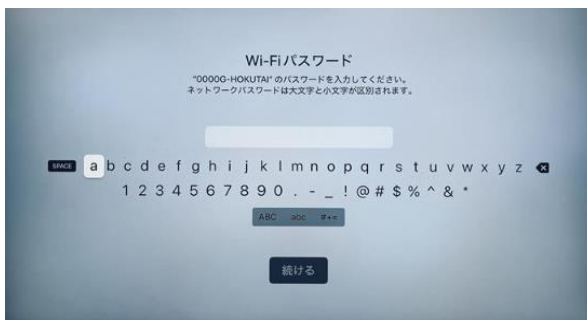 Wi-Fiパスワード
"0000G-HOKUTAI" のパスワードを入力してください。
ネットワークパスワードは大文字と小文字が区別されます。
SPACE a b c d e f g h i j k l m n o p q r s t u v w x y z
1 2 3 4 5 6 7 8 9 0 . - _ ! @ # $ % ^ & *
ABC abc #+=
続ける